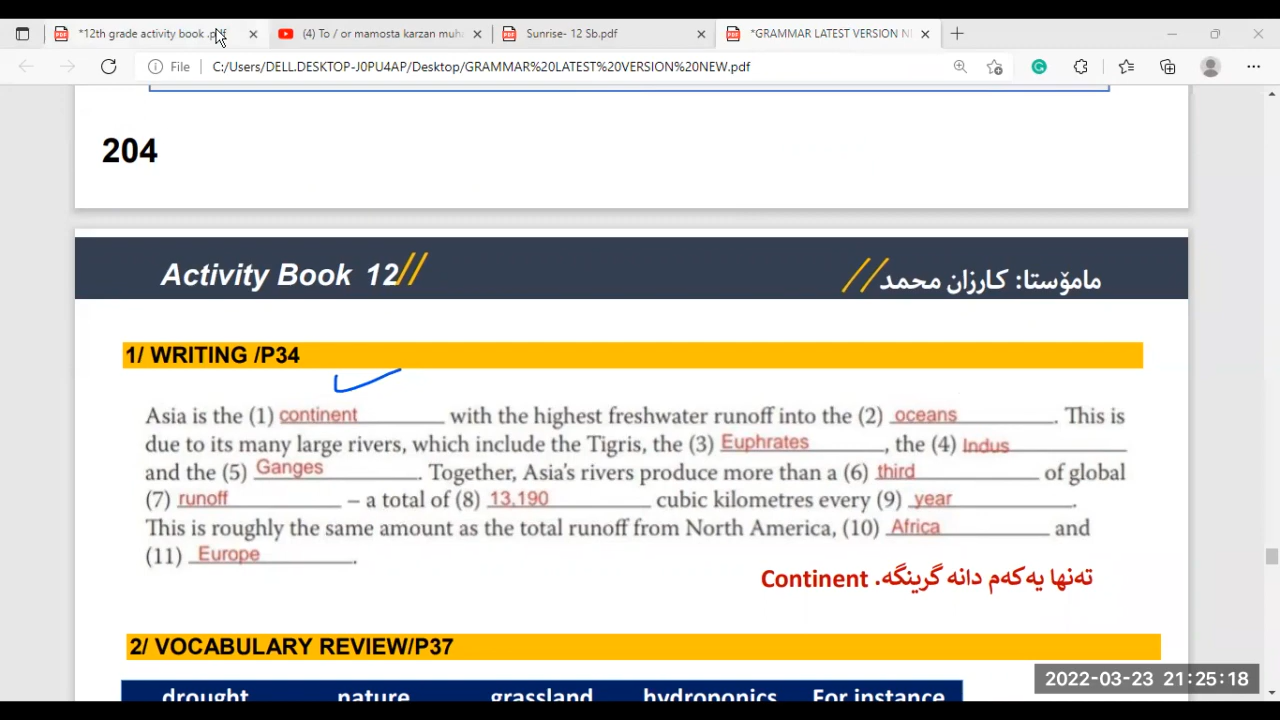 *12th grade activity book .pdf
(4) To / or mamosta karzan muha
Sunrise- 12 Sb.pdf
*GRAMMAR LATEST VERSION NE
File C:/Users/DELL.DESKTOP-J0PU4AP/Desktop/GRAMMAR%20LATEST%20VERSION%20NEW.pdf
204
Activity Book 12//
//مامۆستا: کارزان محمد
1/ WRITING /P34
Asia is the (1) continent with the highest freshwater runoff into the (2) oceans. This is
due to its many large rivers, which include the Tigris, the (3) Euphrates, the (4) Indus
and the (5) Ganges. Together, Asia's rivers produce more than a (6) third of global
(7) runoff – a total of (8) 13,190 cubic kilometres every (9) year.
This is roughly the same amount as the total runoff from North America, (10) Africa and
(11) Europe.
تەنها یەکەم دانە گرینگە. Continent
2/ VOCABULARY REVIEW/P37
drought nature grassland hydroponics For instance
2022-03-23 21:25:18